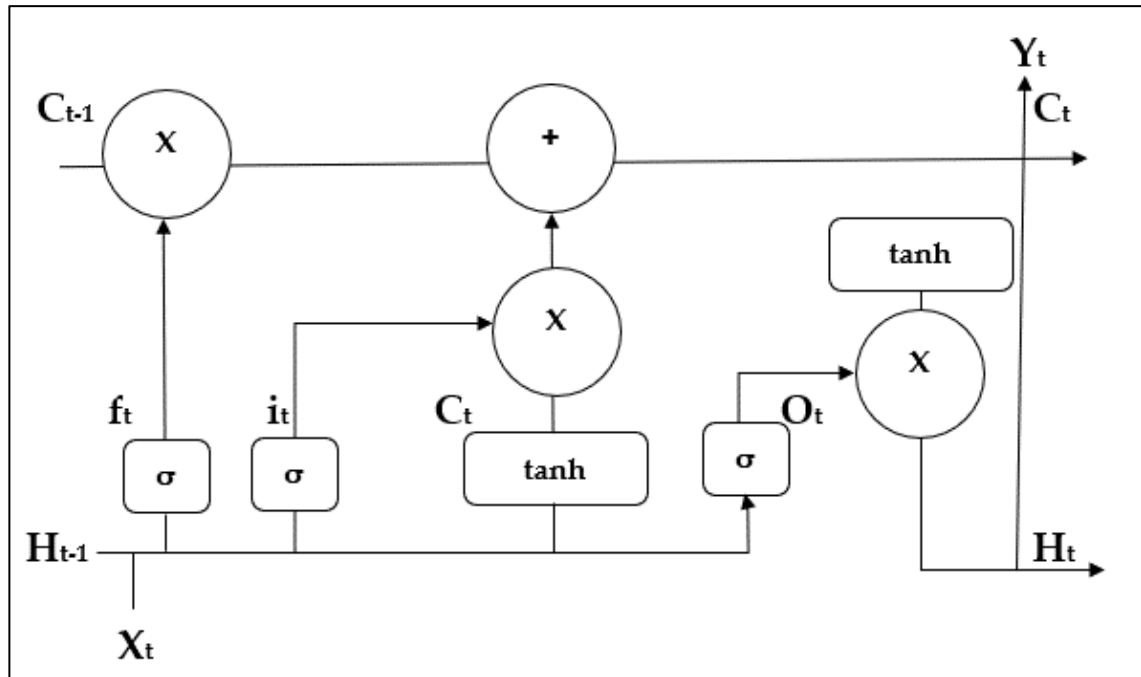 Yt
Ct-1
X
+
Ct
tanh
X
X
ft
it
Ct
Ot
σ
σ
tanh
σ
Ht-1
Ht
Xt